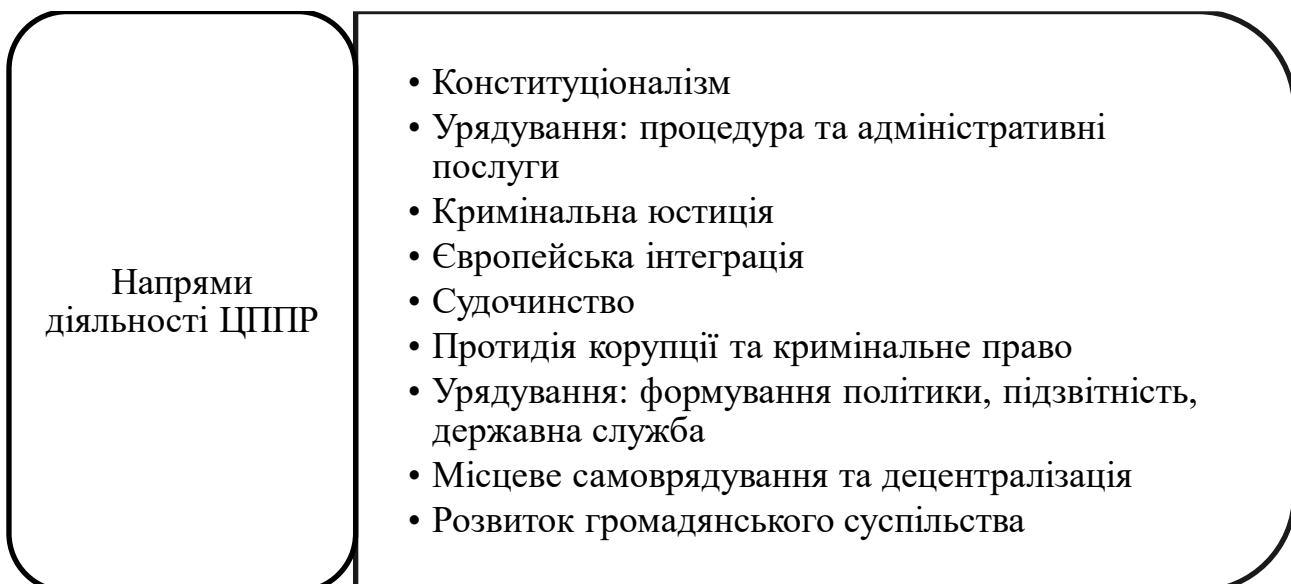 Напрями
діяльності ЦППР
• Конституціоналізм
• Урядування: процедура та адміністративні
послуги
• Кримінальна юстиція
• Європейська інтеграція
• Судочинство
• Протидія корупції та кримінальне право
• Урядування: формування політики, підзвітність,
державна служба
• Місцеве самоврядування та децентралізація
• Розвиток громадянського суспільства